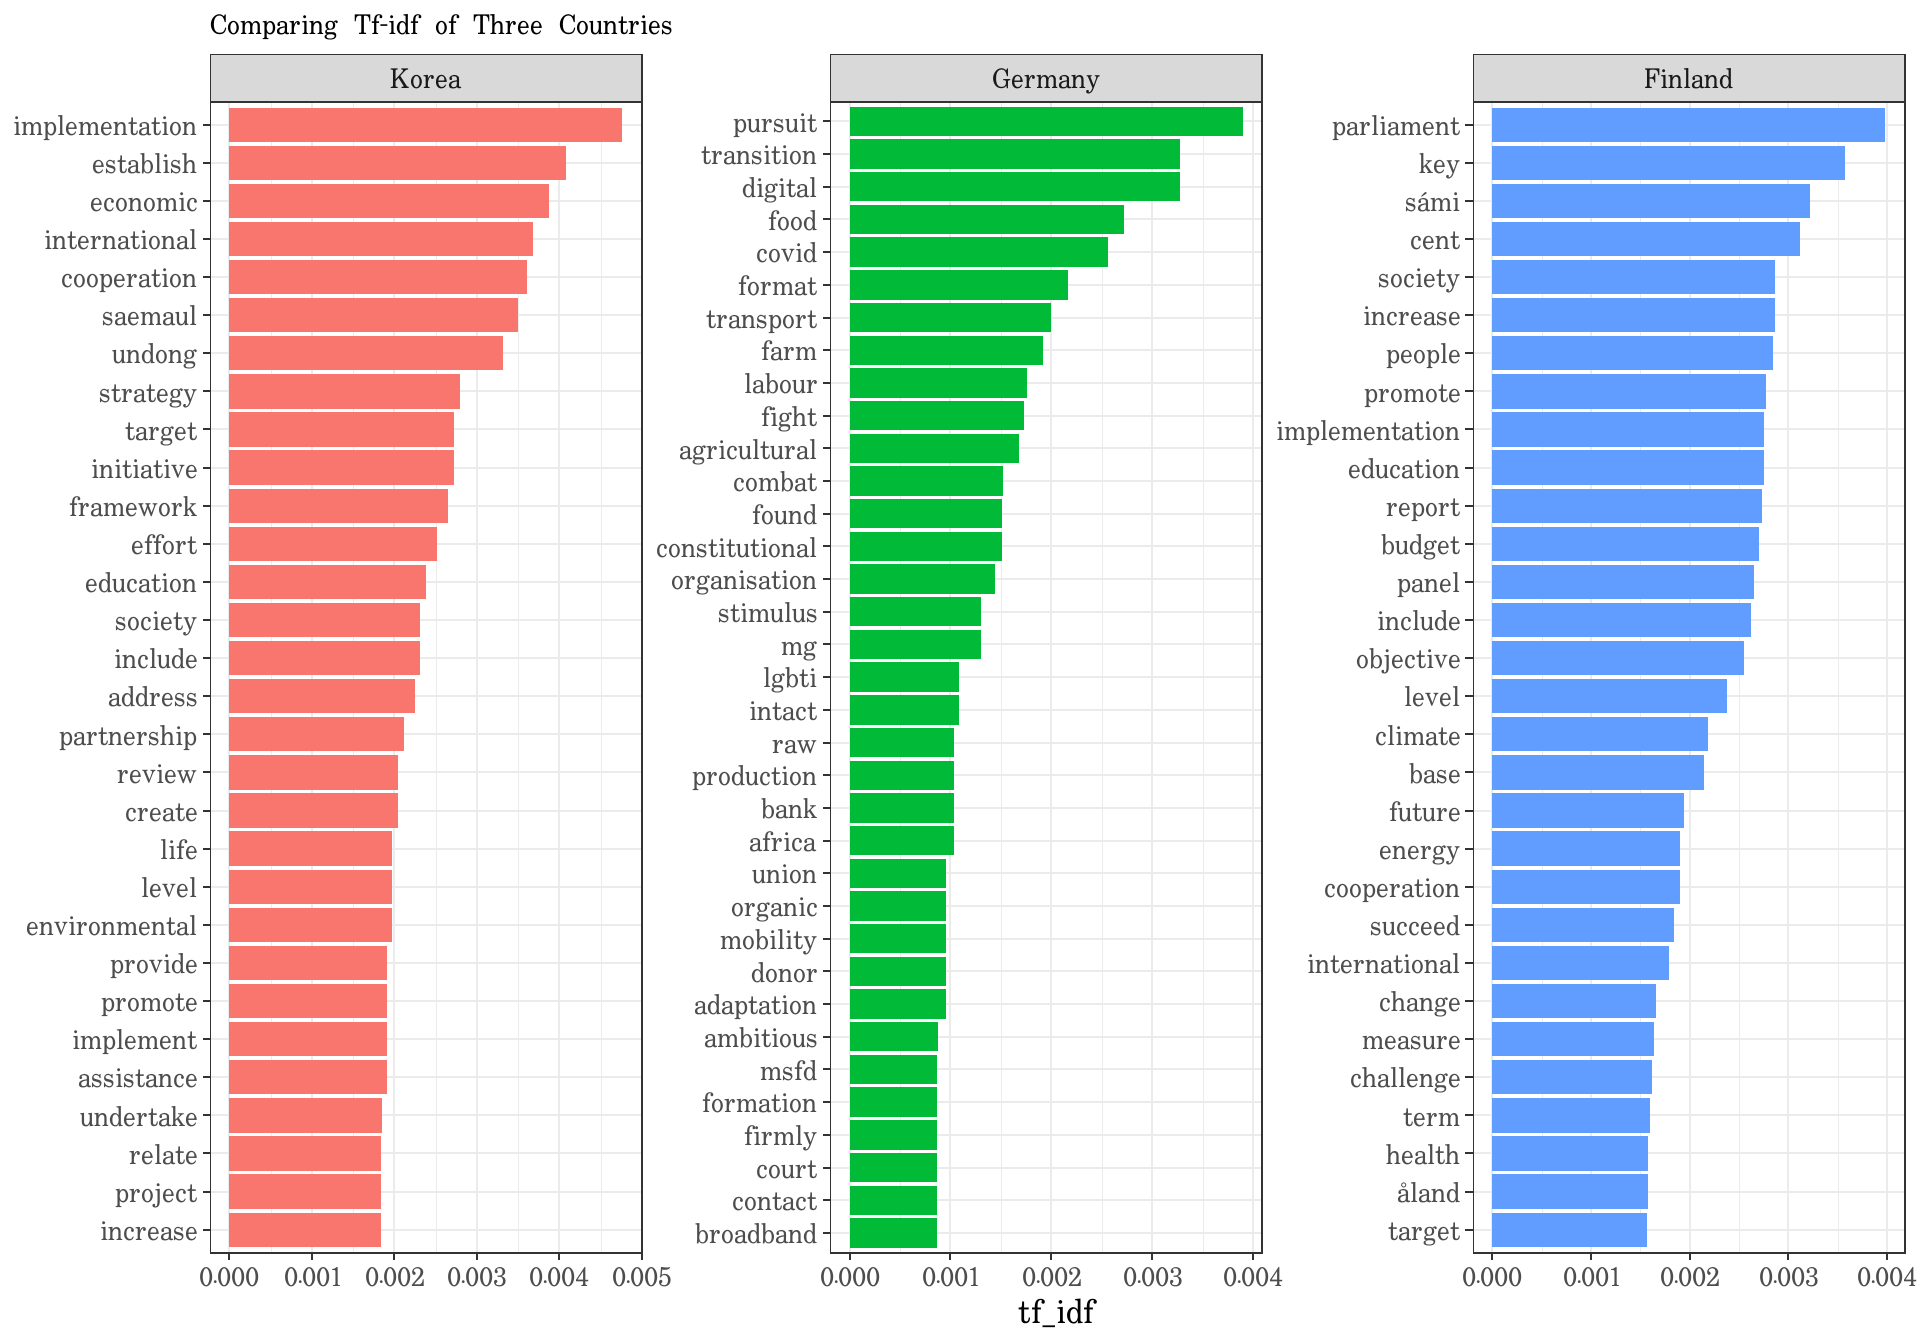 Comparing Tf-idf of Three Countries
Korea
implementation
establish
economic
international
cooperation
saemaul
undong
strategy
target
initiative
framework
effort
education
society
include
address
partnership
review
create
life
level
environmental
provide
promote
implement
assistance
undertake
relate
project
increase
0.000 0.001 0.002 0.003 0.004 0.005
Germany
pursuit
transition
digital
food
covid
format
transport
farm
labour
fight
agricultural
combat
found
constitutional
organisation
stimulus
mg
lgbti
intact
raw
production
bank
africa
union
organic
mobility
donor
adaptation
ambitious
msfd
formation
firmly
court
contact
broadband
0.000 0.001 0.002 0.003 0.004
Finland
parliament
key
sámi
cent
society
increase
people
promote
implementation
education
report
budget
panel
include
objective
level
climate
base
future
energy
cooperation
succeed
international
change
measure
challenge
term
health
åland
target
0.000 0.001 0.002 0.003 0.004
tf_idf